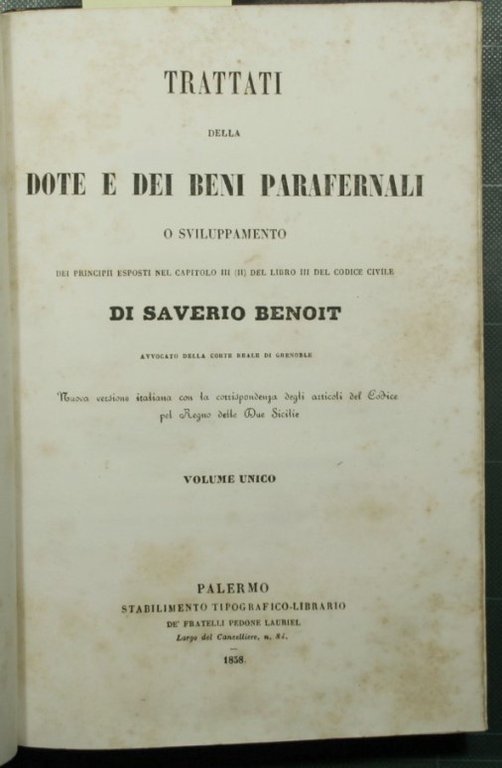 TRATTATI
DELLA
DOTE E DEI BENI PARAFERNALI
O SVILUPPAMENTO
DEI PRINCIPII ESPOSTI NEL CAPITOLO III (II) DEL LIBRO III DEL CODICE CIVILE
DI SAVERIO BENOIT
AVVOCATO DELLA CORTE REALE DI GRENOBLE
Nuova versione italiana con la corrispondenza degli articoli del Codice
pel Regno delle Due Sicilie
VOLUME UNICO
PALERMO
STABILIMENTO TIPOGRAFICO-LIBRARIO
DE' FRATELLI PEDONE LAURIEL
Largo del Cancelliere, n. 84.
1858.